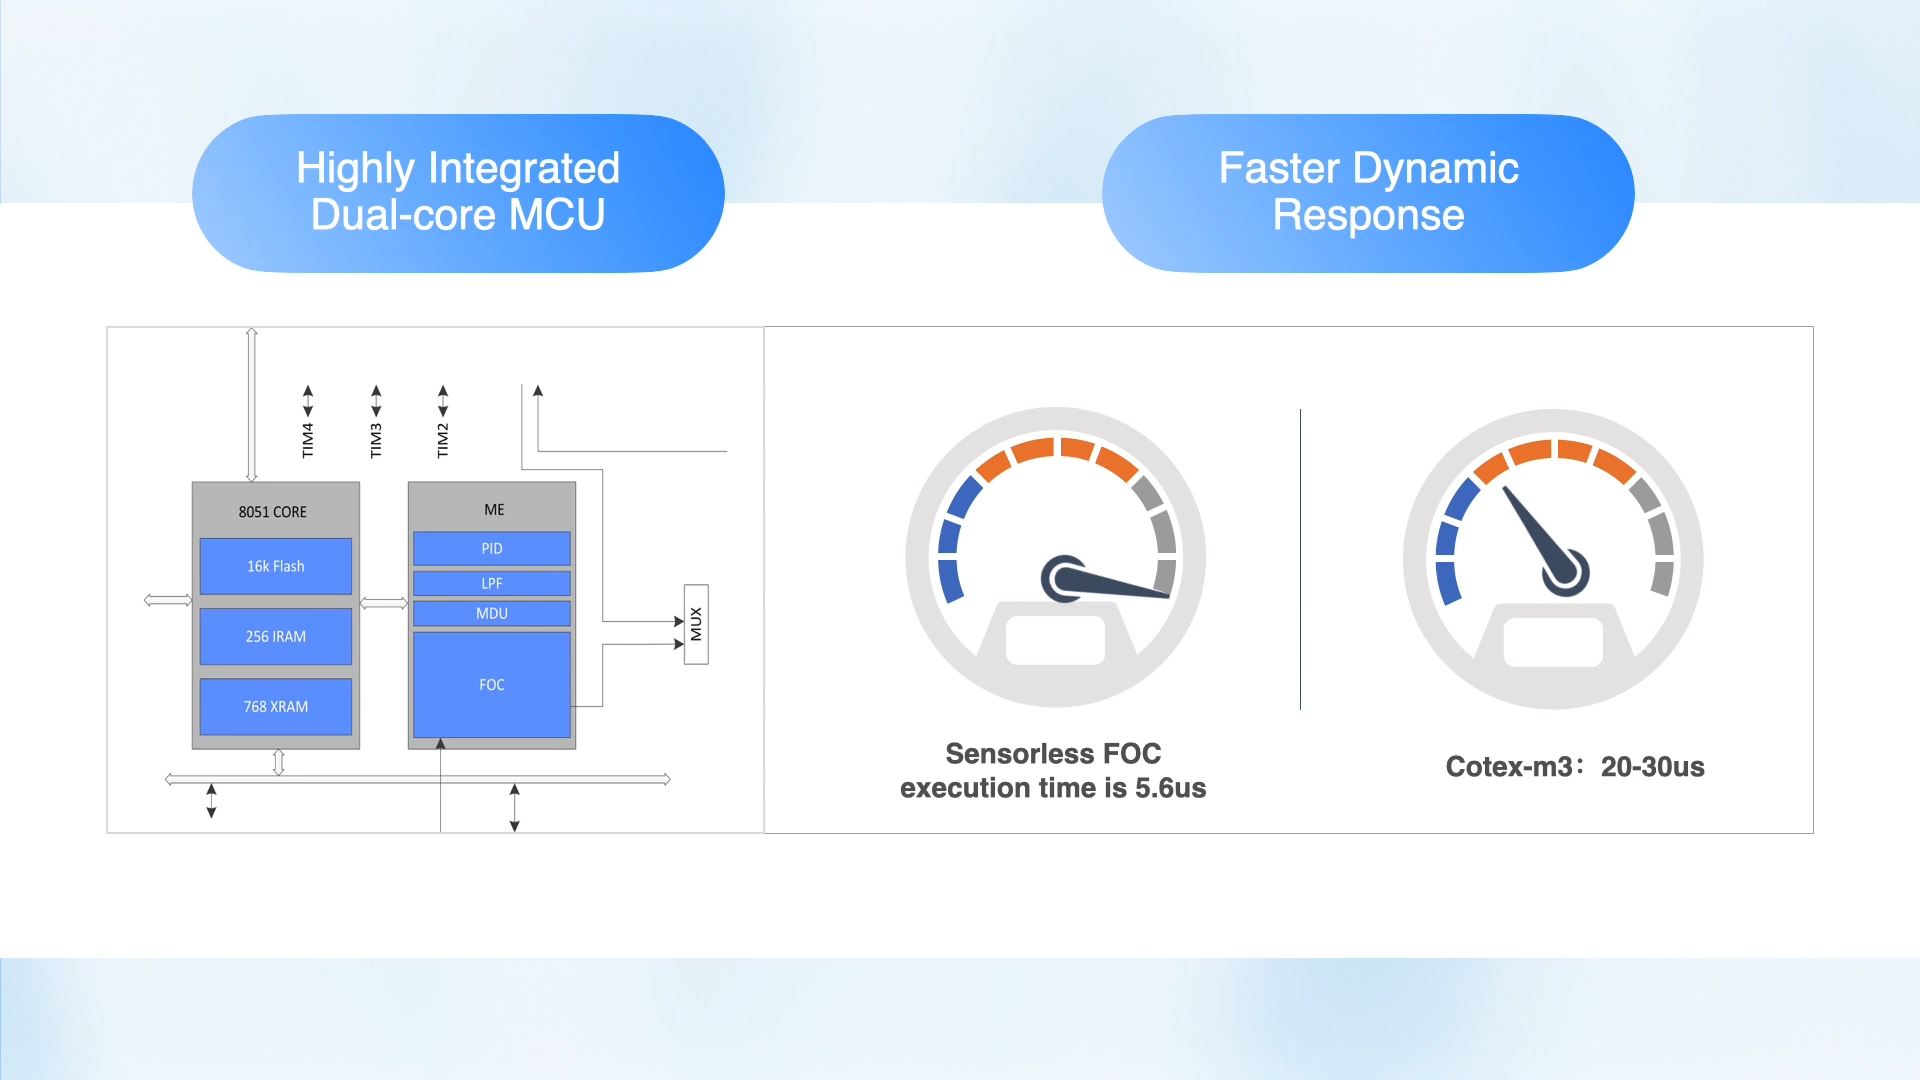 Highly Integrated
Dual-core MCU
Faster Dynamic
Response
TIM4
TIM3
TIM2
8051 CORE
16k Flash
256 IRAM
768 XRAM
ME
PID
LPF
MDU
FOC
MUX
Sensorless FOC
execution time is 5.6us
Cotex-m3：20-30us